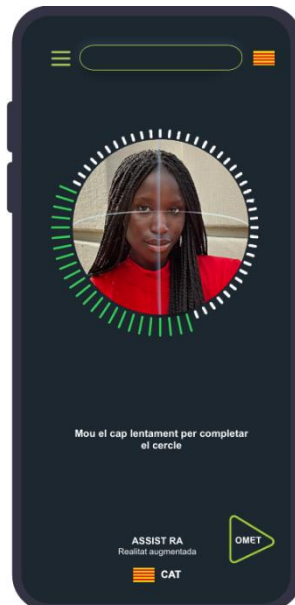 Mou el cap lentament per completar
el cercle
OMET
ASSIST RA
Realitat augmentada
CAT